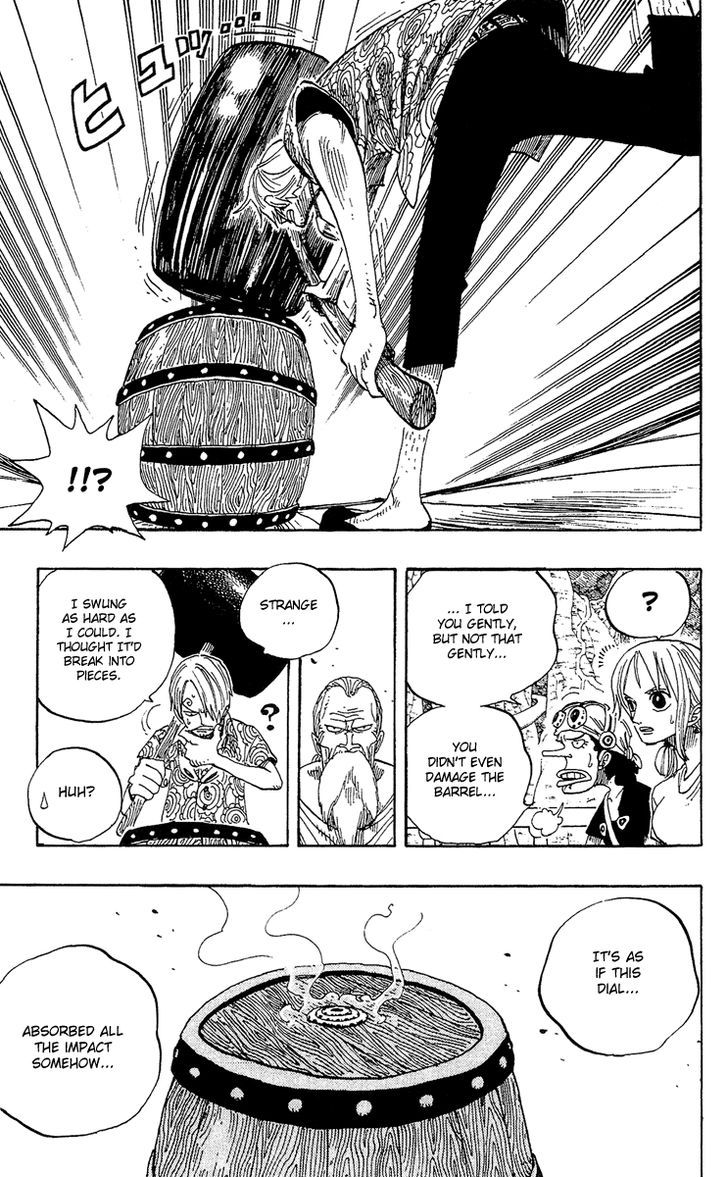 ヒュッ...
!!?
... I TOLD
YOU GENTLY,
BUT NOT THAT
GENTLY...
?
YOU
DIDN'T EVEN
DAMAGE THE
BARREL...
STRANGE
...
I SWUNG
AS HARD AS
I COULD. I
THOUGHT IT'D
BREAK INTO
PIECES.
?
HUH?
IT'S AS
IF THIS
DIAL...
ABSORBED ALL
THE IMPACT
SOMEHOW...